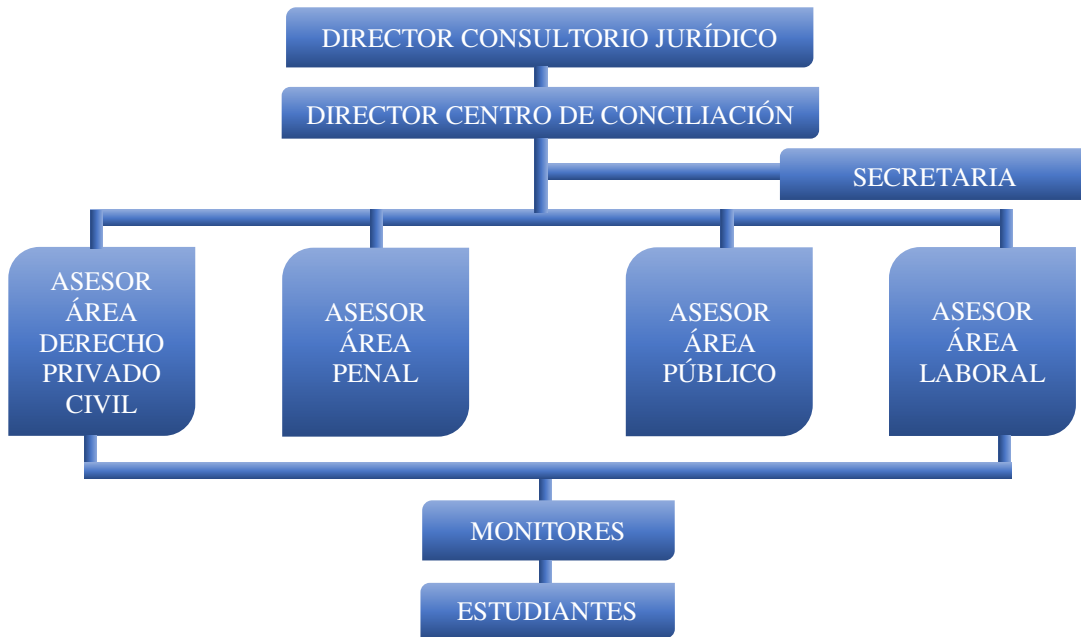 DIRECTOR CONSULTORIO JURÍDICO
DIRECTOR CENTRO DE CONCILIACIÓN
SECRETARIA
ASESOR
ÁREA
DERECHO
PRIVADO
CIVIL
ASESOR
ÁREA
PENAL
ASESOR
ÁREA
PÚBLICO
ASESOR
ÁREA
LABORAL
MONITORES
ESTUDIANTES